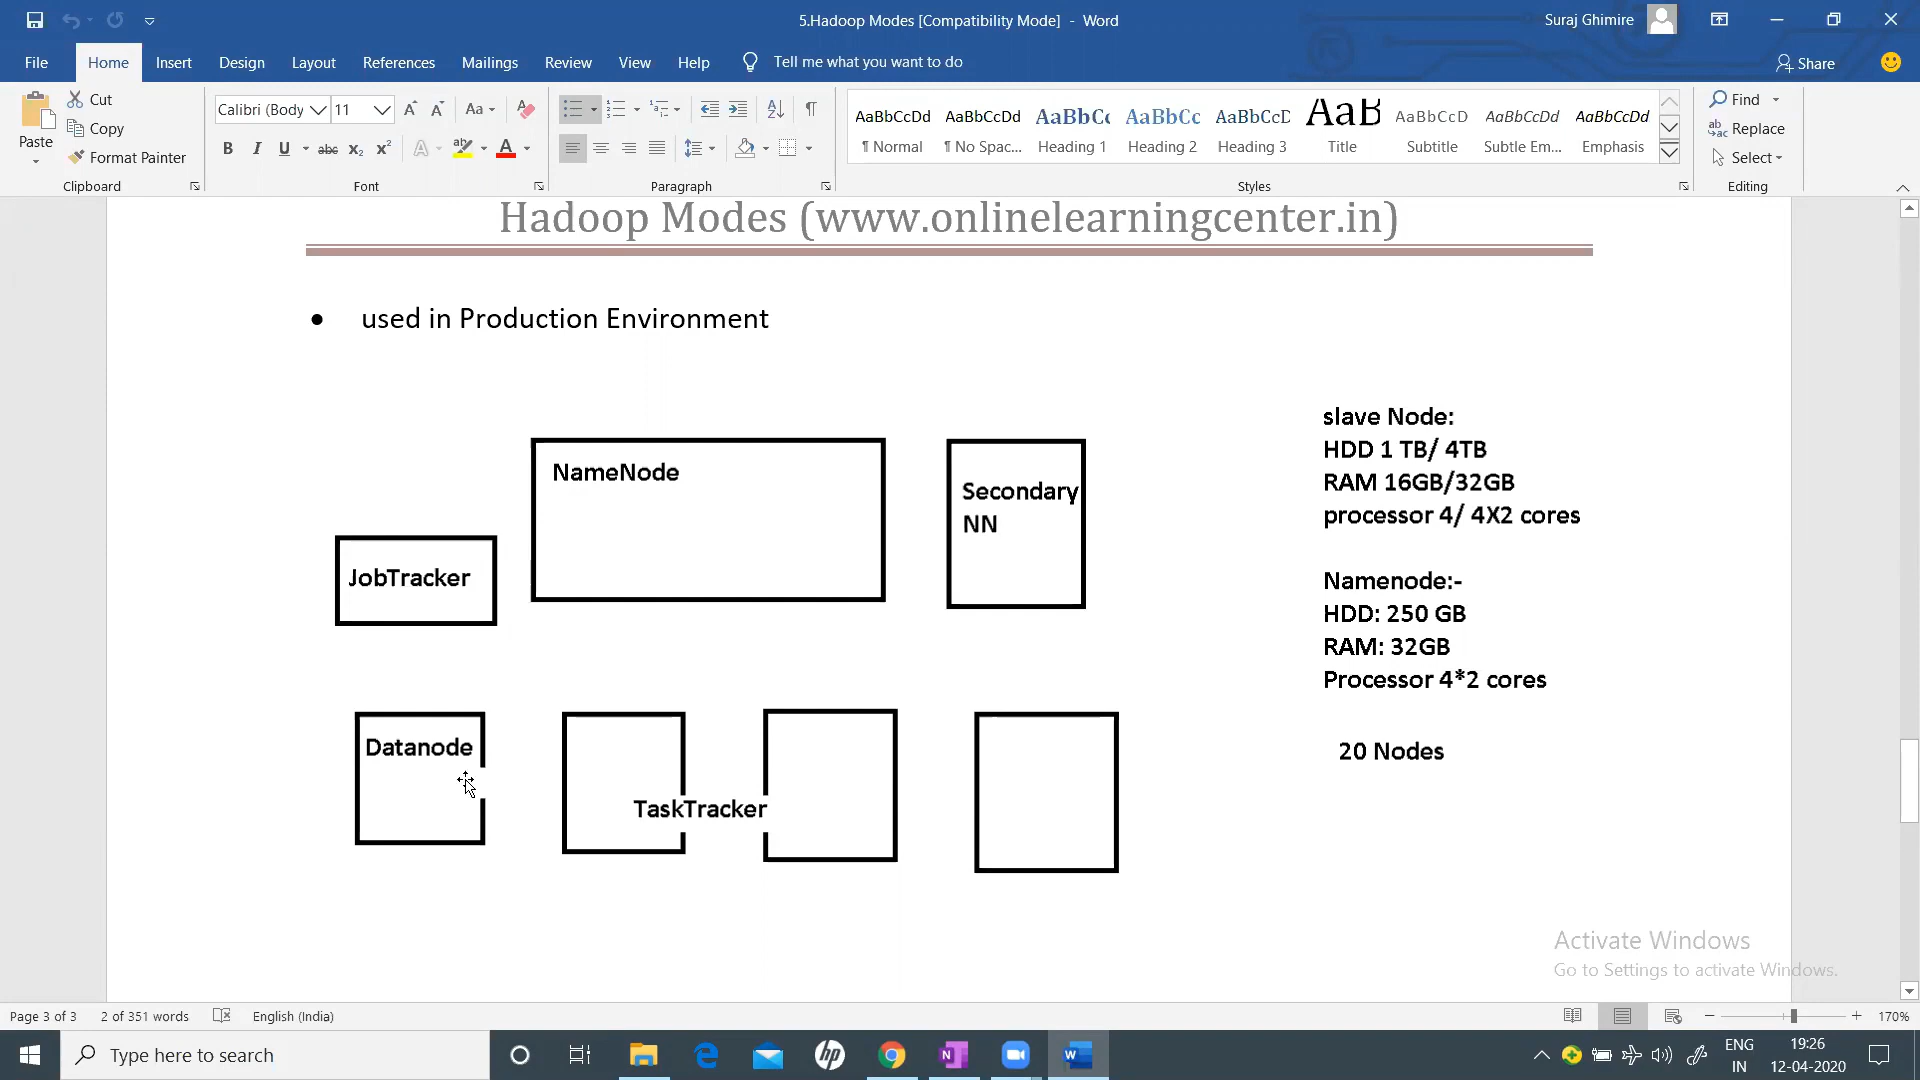 5.Hadoop Modes [Compatibility Mode] - Word
Suraj Ghimire
File Home Insert Design Layout References Mailings Review View Help Tell me what you want to do
Share
Paste
Cut
Copy
Format Painter
Clipboard
Calibri (Body 11
Font
Paragraph
AaBbCcDd AaBbCcDd AaBbCc AaBbCc AaBbCcD AaB AaBbCcD AaBbCcDd AaBbCcDd
¶ Normal ¶ No Spac... Heading 1 Heading 2 Heading 3 Title Subtitle Subtle Em... Emphasis
Styles
Find
Replace
Select
Editing
Hadoop Modes (www.onlinelearningcenter.in)
• used in Production Environment
NameNode
Secondary
NN
JobTracker
Datanode
TaskTracker
slave Node:
HDD 1 TB/ 4TB
RAM 16GB/32GB
processor 4/ 4X2 cores
Namenode:-
HDD: 250 GB
RAM: 32GB
Processor 4*2 cores
20 Nodes
Activate Windows
Go to Settings to activate Windows.
Page 3 of 3 2 of 351 words English (India)
170%
Type here to search
ENG
IN
19:26
12-04-2020